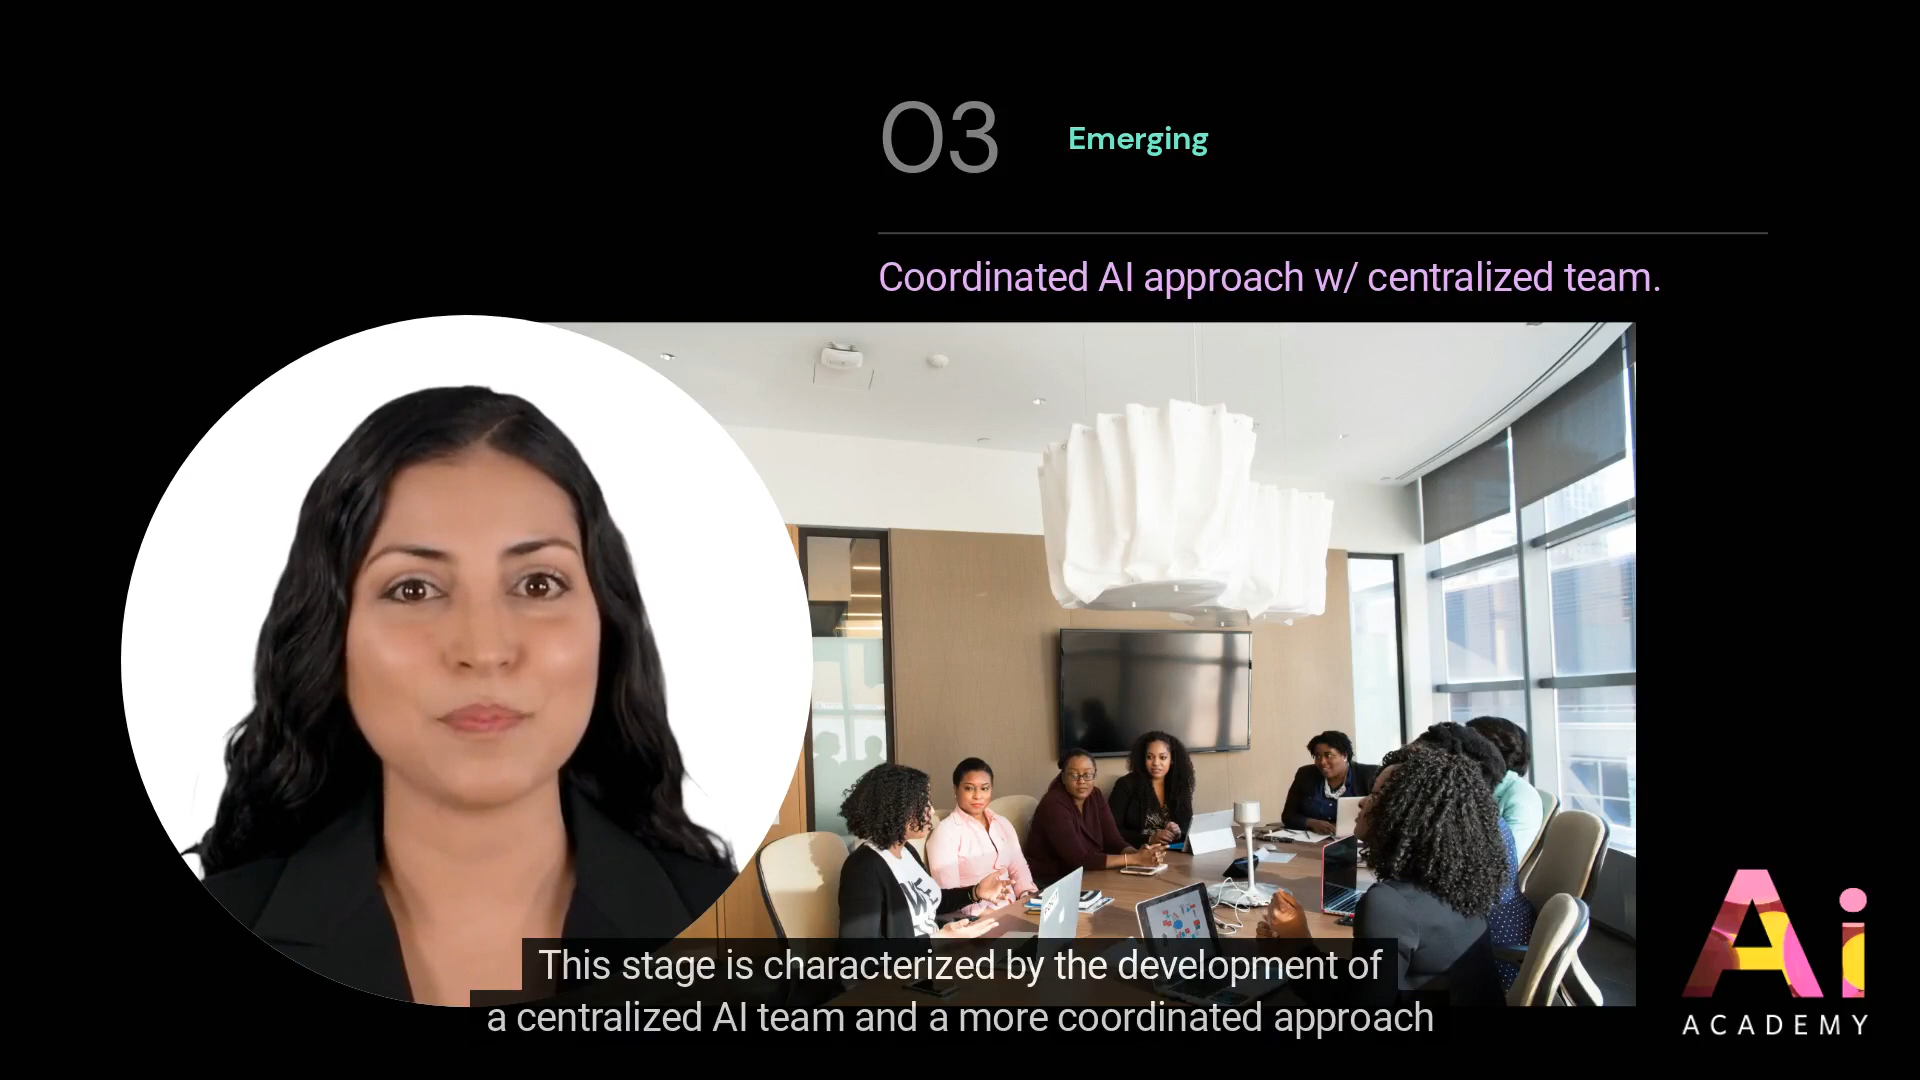 03
Emerging
Coordinated AI approach w/ centralized team.
This stage is characterized by the development of
a centralized AI team and a more coordinated approach
Ai
ACADEMY